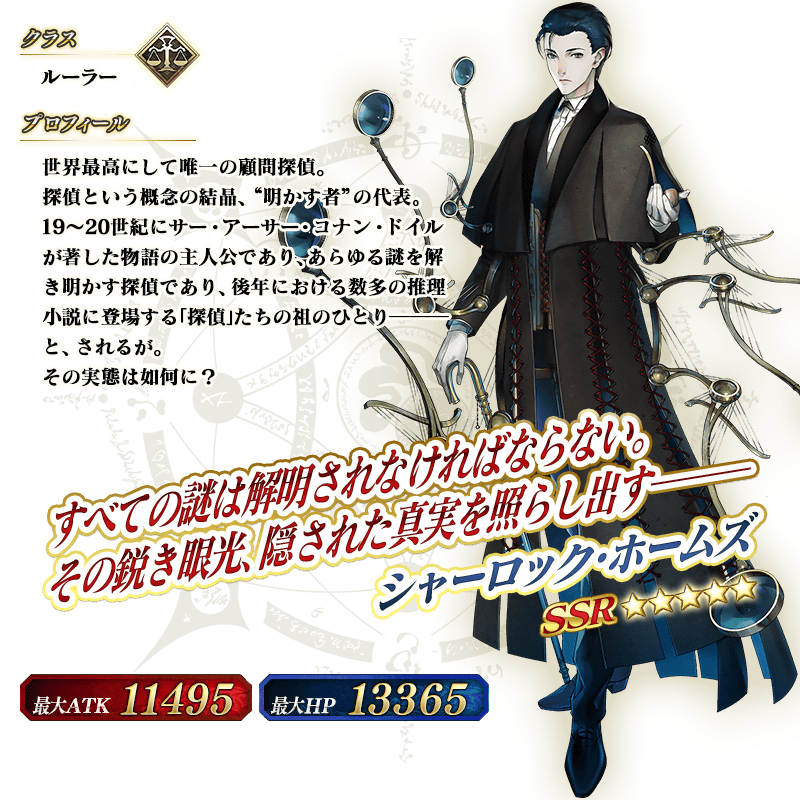 クラス
ルーラー
プロフィール
世界最高にして唯一の顧問探偵。
探偵という概念の結晶、“明かす者”の代表。
19～20世紀にサー・アーサー・コナン・ドイル
が著した物語の主人公であり、あらゆる謎を解
き明かす探偵であり、後年における数多の推理
小説に登場する「探偵」たちの祖のひとり────
と、されるが。
その実態は如何に？
すべての謎は解明されなければならない。
その鋭き眼光、隠された真実を照らし出す───
シャーロック・ホームズ
SSR ★★★★★
最大ATK 11495
最大HP 13365